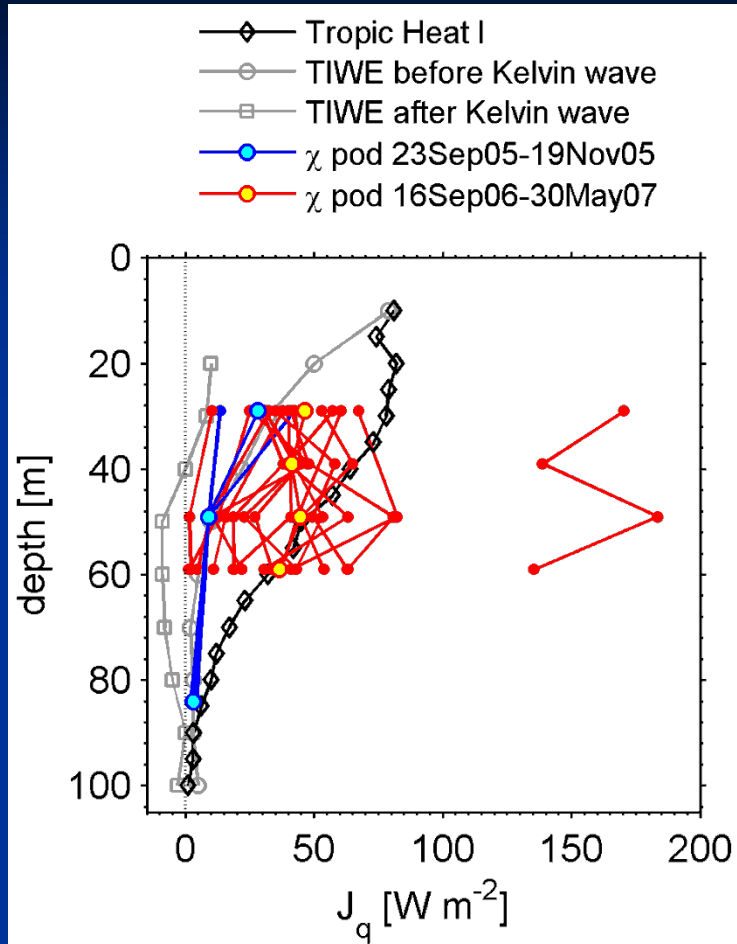 Tropic Heat I
TIWE before Kelvin wave
TIWE after Kelvin wave
χ pod 23Sep05-19Nov05
χ pod 16Sep06-30May07
0
20
40
60
80
100
depth [m]
0 50 100 150 200
J_q [W m^-2]